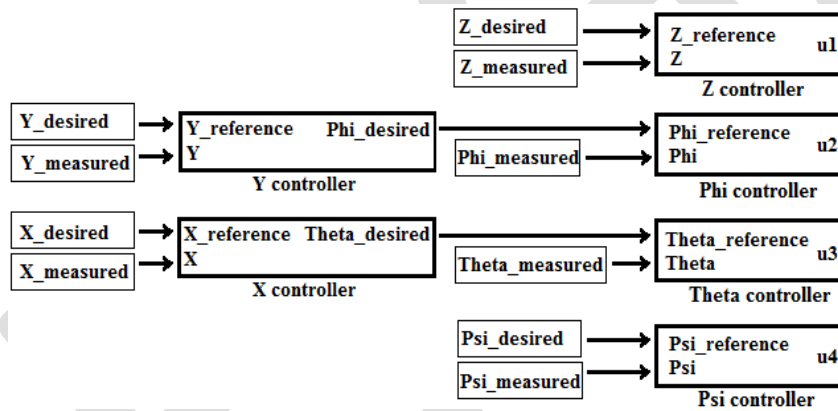 Z_desired
Z_measured
Z_reference
Z
u1
Z controller
Y_desired
Y_measured
Y_reference Phi_desired
Y
Y controller
Phi_measured
Phi_reference
Phi
u2
Phi controller
X_desired
X_measured
X_reference Theta_desired
X
X controller
Theta_measured
Theta_reference
Theta
u3
Theta controller
Psi_desired
Psi_measured
Psi_reference
Psi
u4
Psi controller